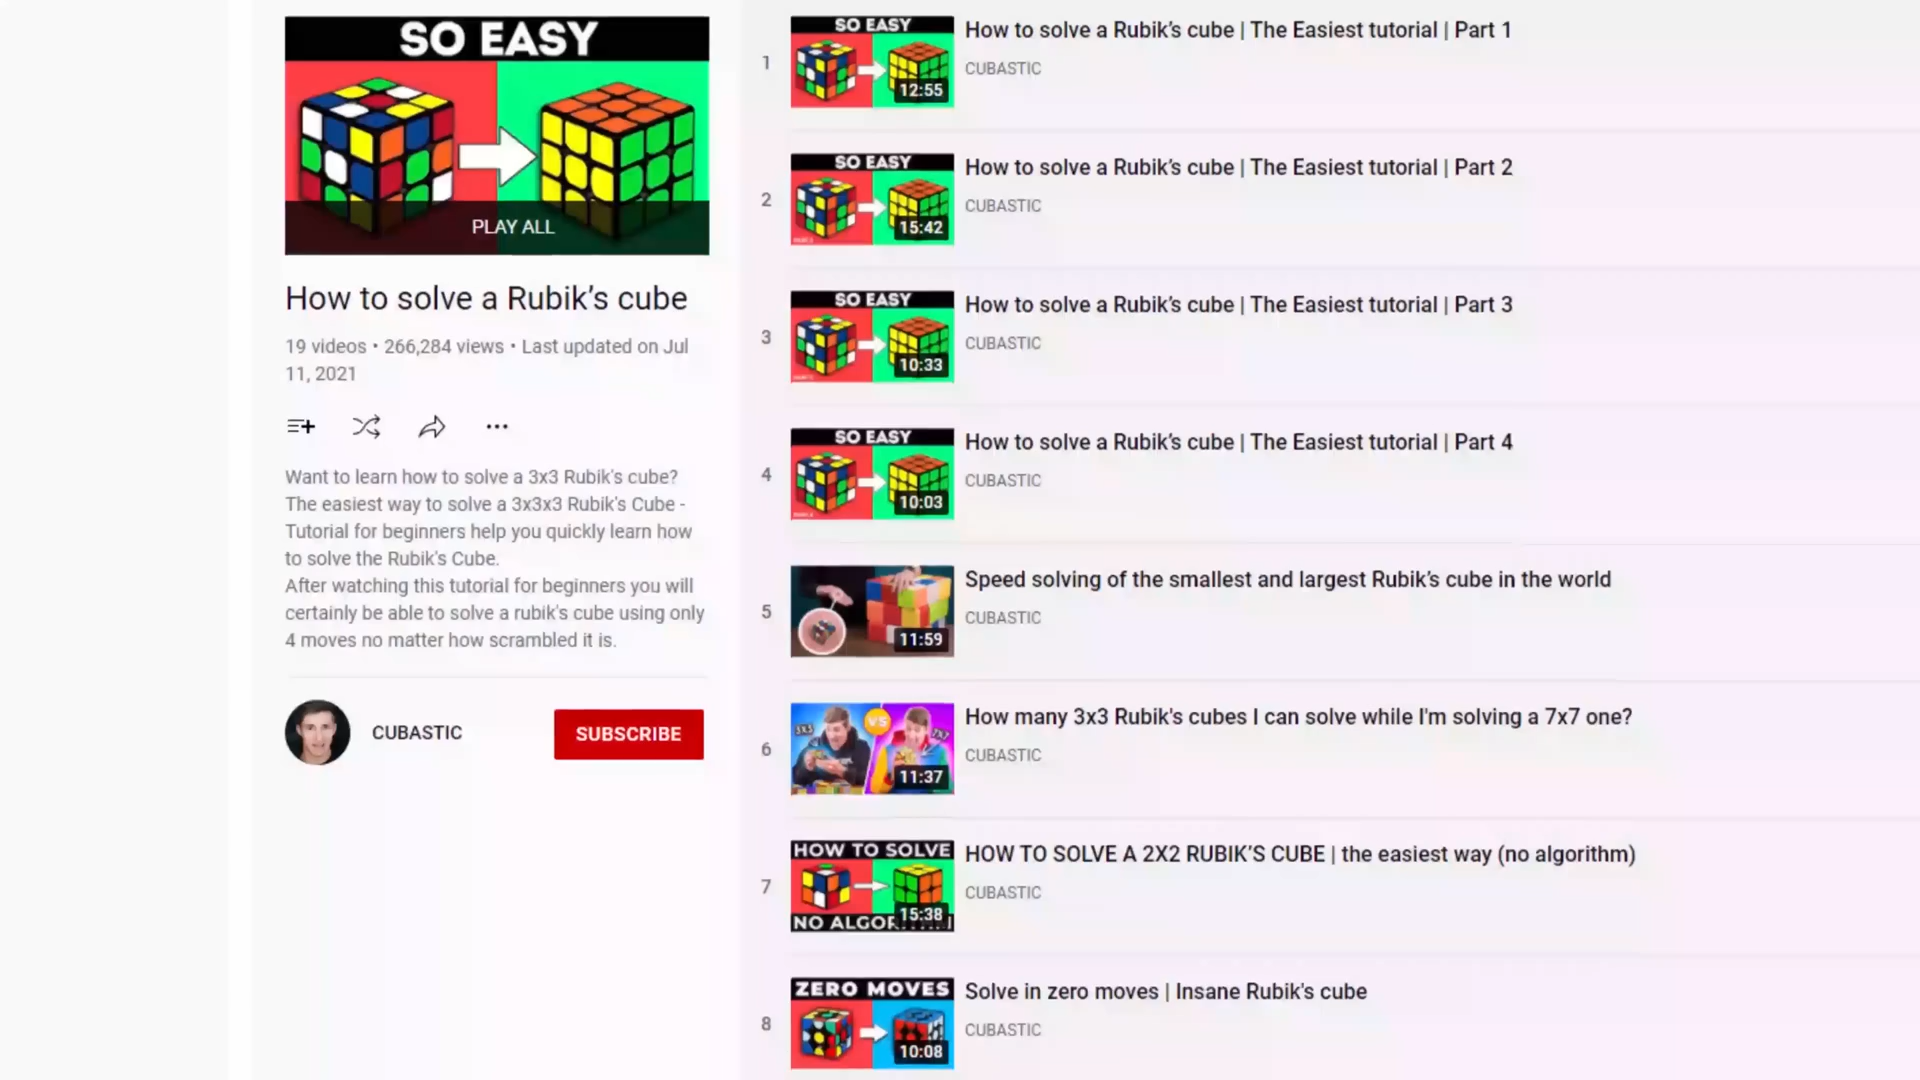 SO EASY
PLAY ALL
How to solve a Rubik’s cube
19 videos • 266,284 views • Last updated on Jul
11, 2021
Want to learn how to solve a 3x3 Rubik's cube?
The easiest way to solve a 3x3x3 Rubik's Cube -
Tutorial for beginners help you quickly learn how
to solve the Rubik's Cube.
After watching this tutorial for beginners you will
certainly be able to solve a rubik's cube using only
4 moves no matter how scrambled it is.
CUBASTIC
SUBSCRIBE
1
SO EASY
12:55
How to solve a Rubik’s cube | The Easiest tutorial | Part 1
CUBASTIC
2
SO EASY
15:42
How to solve a Rubik’s cube | The Easiest tutorial | Part 2
CUBASTIC
3
SO EASY
10:33
How to solve a Rubik’s cube | The Easiest tutorial | Part 3
CUBASTIC
4
SO EASY
10:03
How to solve a Rubik’s cube | The Easiest tutorial | Part 4
CUBASTIC
5
11:59
Speed solving of the smallest and largest Rubik’s cube in the world
CUBASTIC
6
3X3
VS
7X7
11:37
How many 3x3 Rubik's cubes I can solve while I'm solving a 7x7 one?
CUBASTIC
7
HOW TO SOLVE
15:38
NO
HOW TO SOLVE A 2X2 RUBIK’S CUBE | the easiest way (no algorithm)
CUBASTIC
8
ZERO MOVES
10:08
Solve in zero moves | Insane Rubik's cube
CUBASTIC